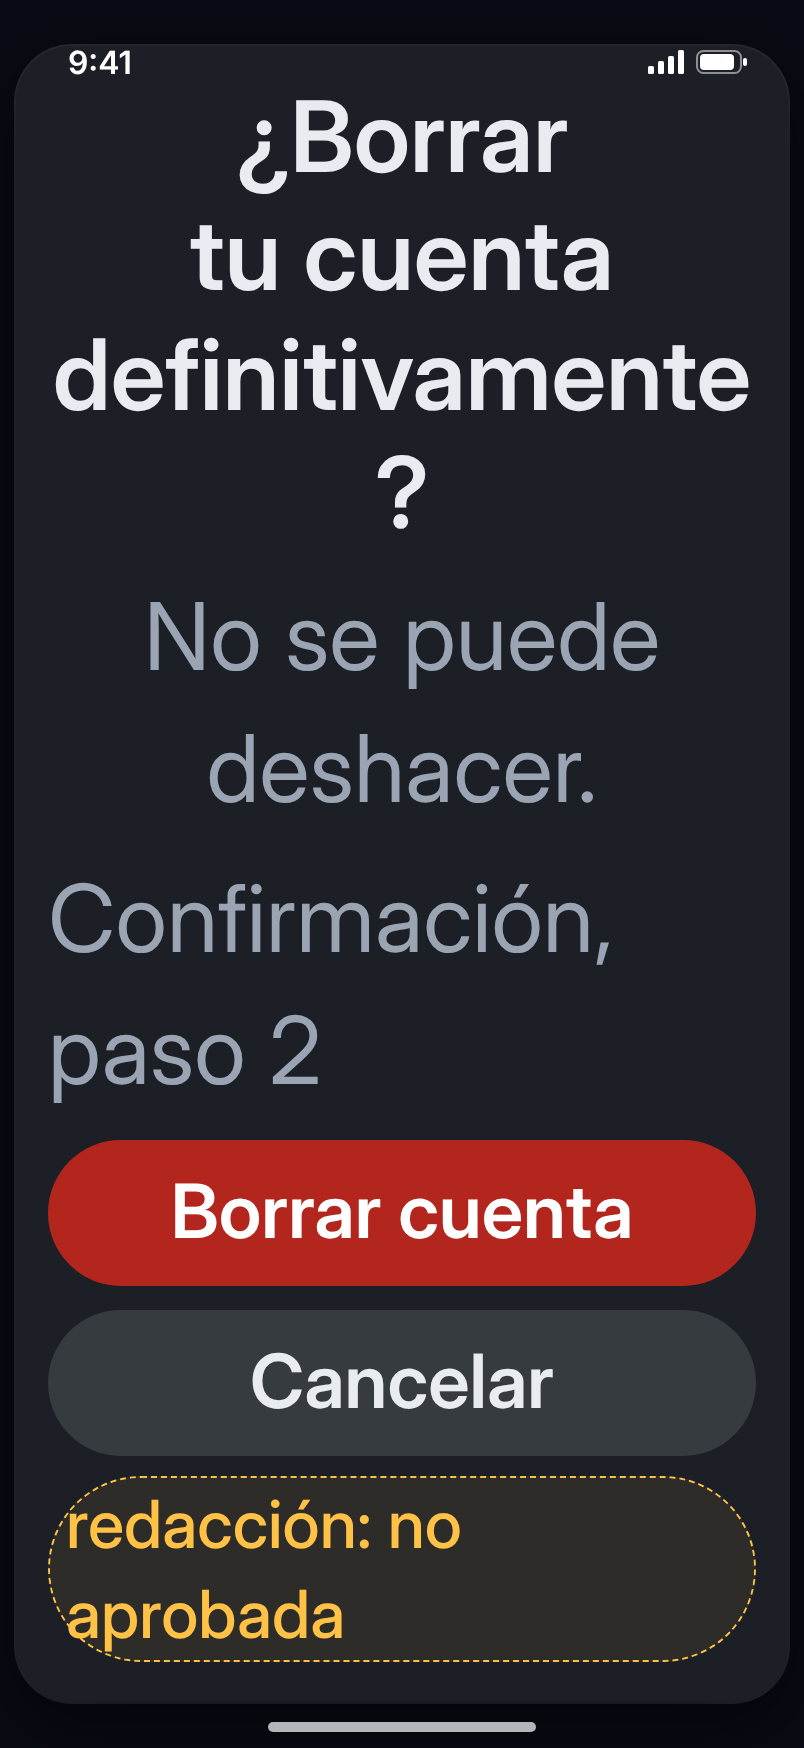 9:41
¿Borrar
tu cuenta
definitivamente
?
No se puede
deshacer.
Confirmación,
paso 2
Borrar cuenta
Cancelar
redacción: no
aprobada